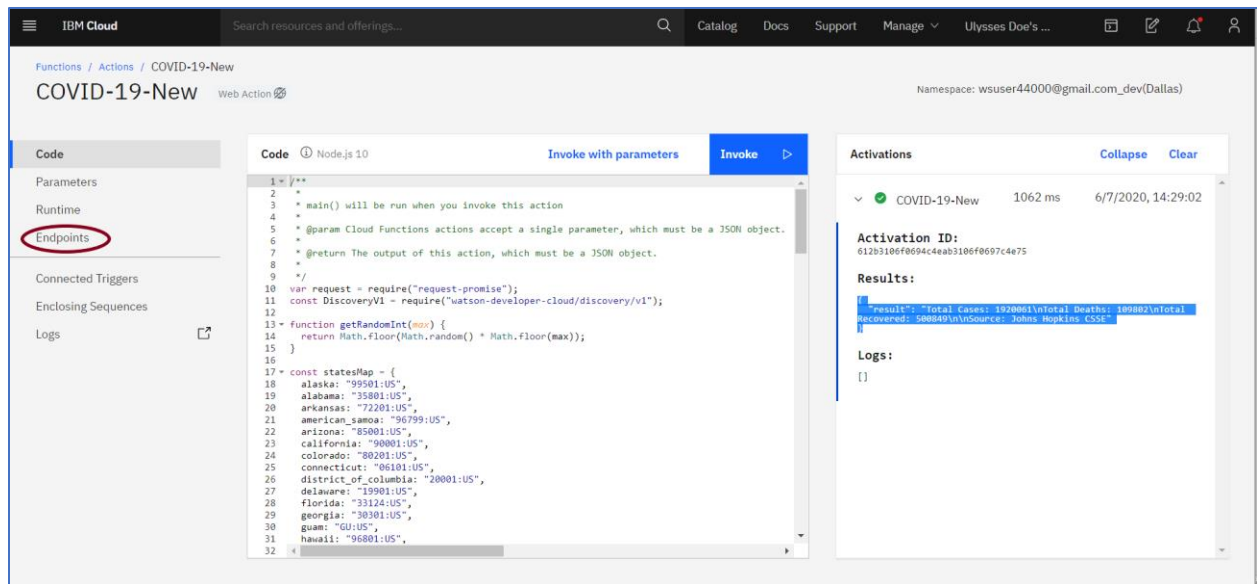 IBM Cloud
Search resources and offerings...
Catalog
Docs
Support
Manage
Ulysses Doe's ...
Functions / Actions / COVID-19-New
COVID-19-New
Web Action
Namespace: wsuser44000@gmail.com_dev(Dallas)
Code
Parameters
Runtime
Endpoints
Connected Triggers
Enclosing Sequences
Logs
Code
Node.js 10
Invoke with parameters
Invoke
1 /**
2 *
3 * main() will be run when you invoke this action
4 *
5 * @param Cloud Functions actions accept a single parameter, which must be a JSON object.
6 *
7 * @return The output of this action, which must be a JSON object.
8 *
9 */
10 var request = require("request-promise");
11 const DiscoveryV1 = require("watson-developer-cloud/discovery/v1");
12
13 function getRandomInt(max) {
14 return Math.floor(Math.random() * Math.floor(max));
15 }
16
17 const statesMap = {
18 alaska: "99501:US",
19 alabama: "35801:US",
20 arkansas: "72201:US",
21 american_samoa: "96799:US",
22 arizona: "85001:US",
23 california: "90001:US",
24 colorado: "80201:US",
25 connecticut: "06101:US",
26 district_of_columbia: "20001:US",
27 delaware: "19901:US",
28 florida: "33124:US",
29 georgia: "30301:US",
30 guam: "GU:US",
31 hawaii: "96801:US",
32
Activations
Collapse
Clear
COVID-19-New
1062 ms
6/7/2020, 14:29:02
Activation ID:
612b3106f0694c4eab3106f0697c4e75
Results:
{
"result": "Total Cases: 1920061\nTotal Deaths: 109802\nTotal
Recovered: 500849\n\nSource: Johns Hopkins CSSE"
}
Logs:
[]